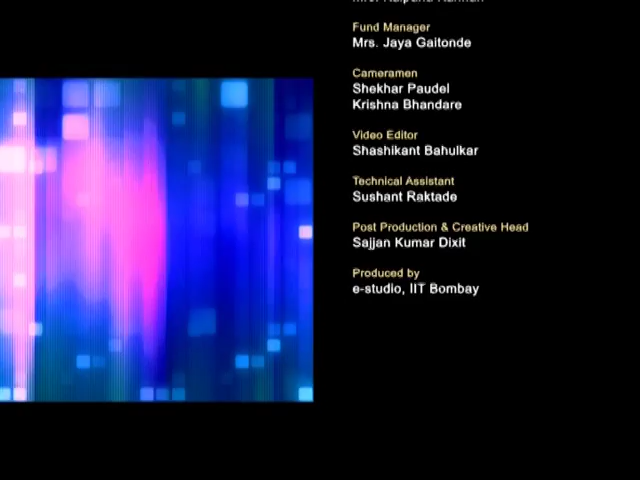 Fund Manager
Mrs. Jaya Gaitonde
Cameramen
Shekhar Paudel
Krishna Bhandare
Video Editor
Shashikant Bahulkar
Technical Assistant
Sushant Raktade
Post Production & Creative Head
Sajjan Kumar Dixit
Produced by
e-studio, IIT Bombay